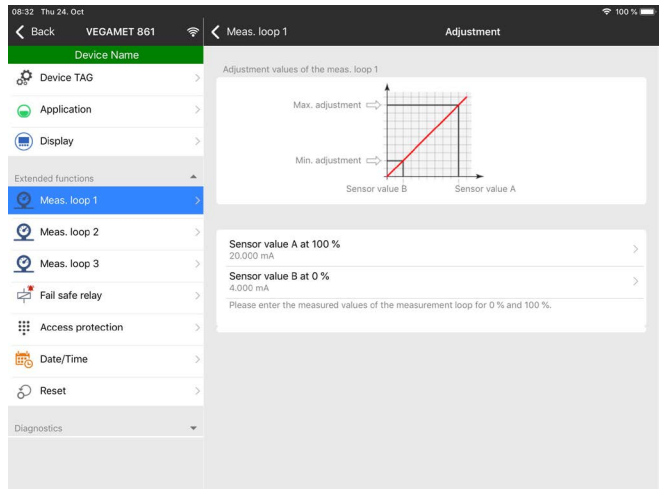 08:32 Thu 24. Oct
100 %
Back
VEGAMET 861
Meas. loop 1
Adjustment
Device Name
Device TAG
Application
Display
Extended functions
Meas. loop 1
Meas. loop 2
Meas. loop 3
Fail safe relay
Access protection
Date/Time
Reset
Diagnostics
Adjustment values of the meas. loop 1
Max. adjustment
Min. adjustment
Sensor value B
Sensor value A
Sensor value A at 100 %
20.000 mA
Sensor value B at 0 %
4.000 mA
Please enter the measured values of the measurement loop for 0 % and 100 %.